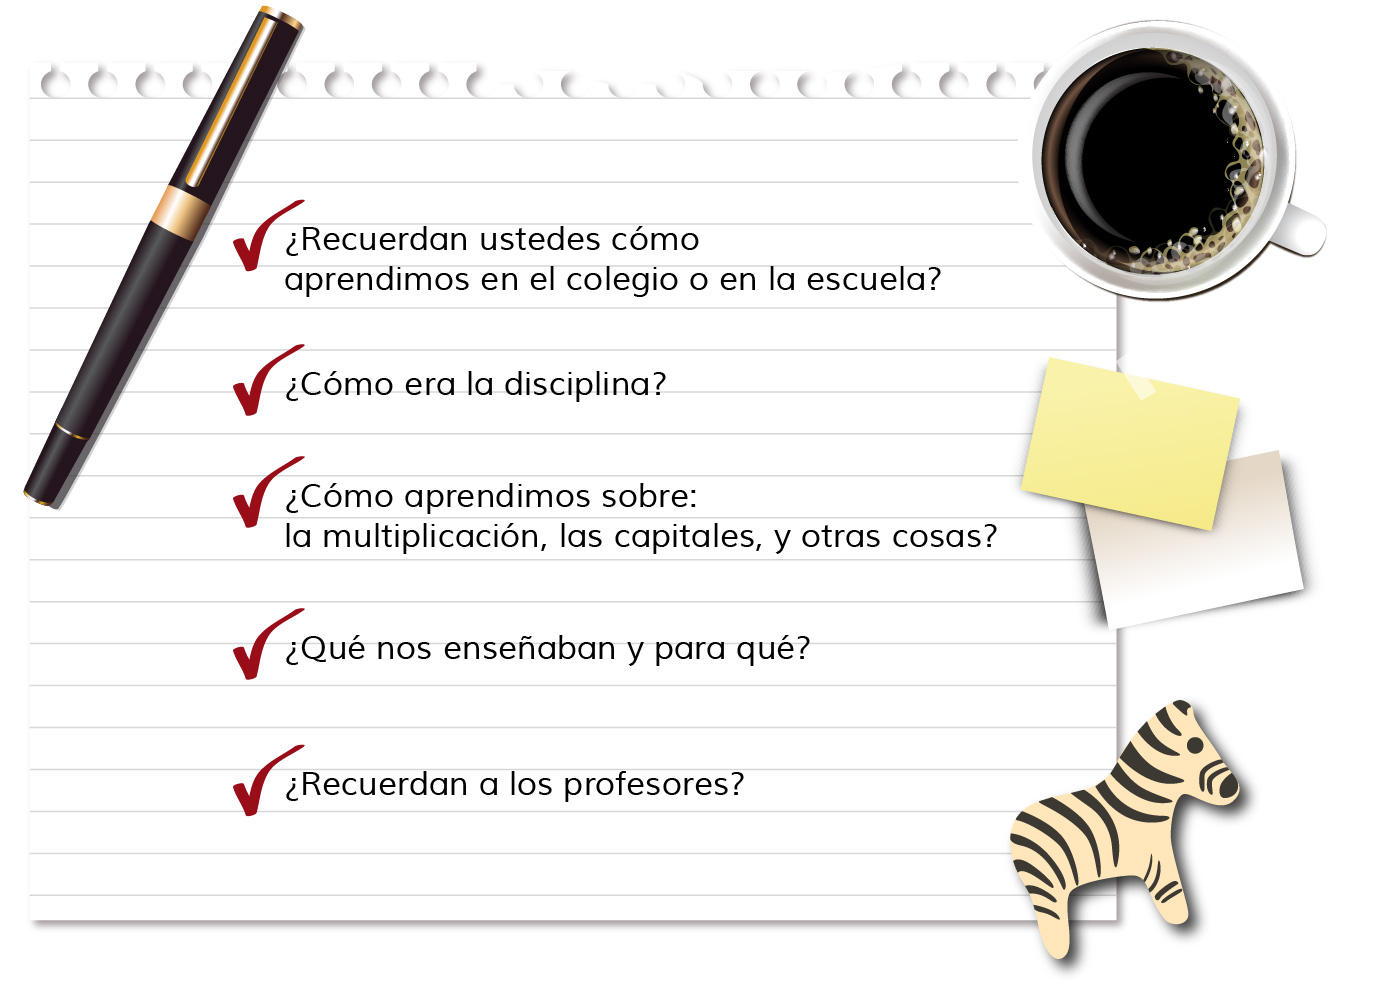 ¿Recuerdan ustedes cómo
aprendimos en el colegio o en la escuela?
¿Cómo era la disciplina?
¿Cómo aprendimos sobre:
la multiplicación, las capitales, y otras cosas?
¿Qué nos enseñaban y para qué?
¿Recuerdan a los profesores?